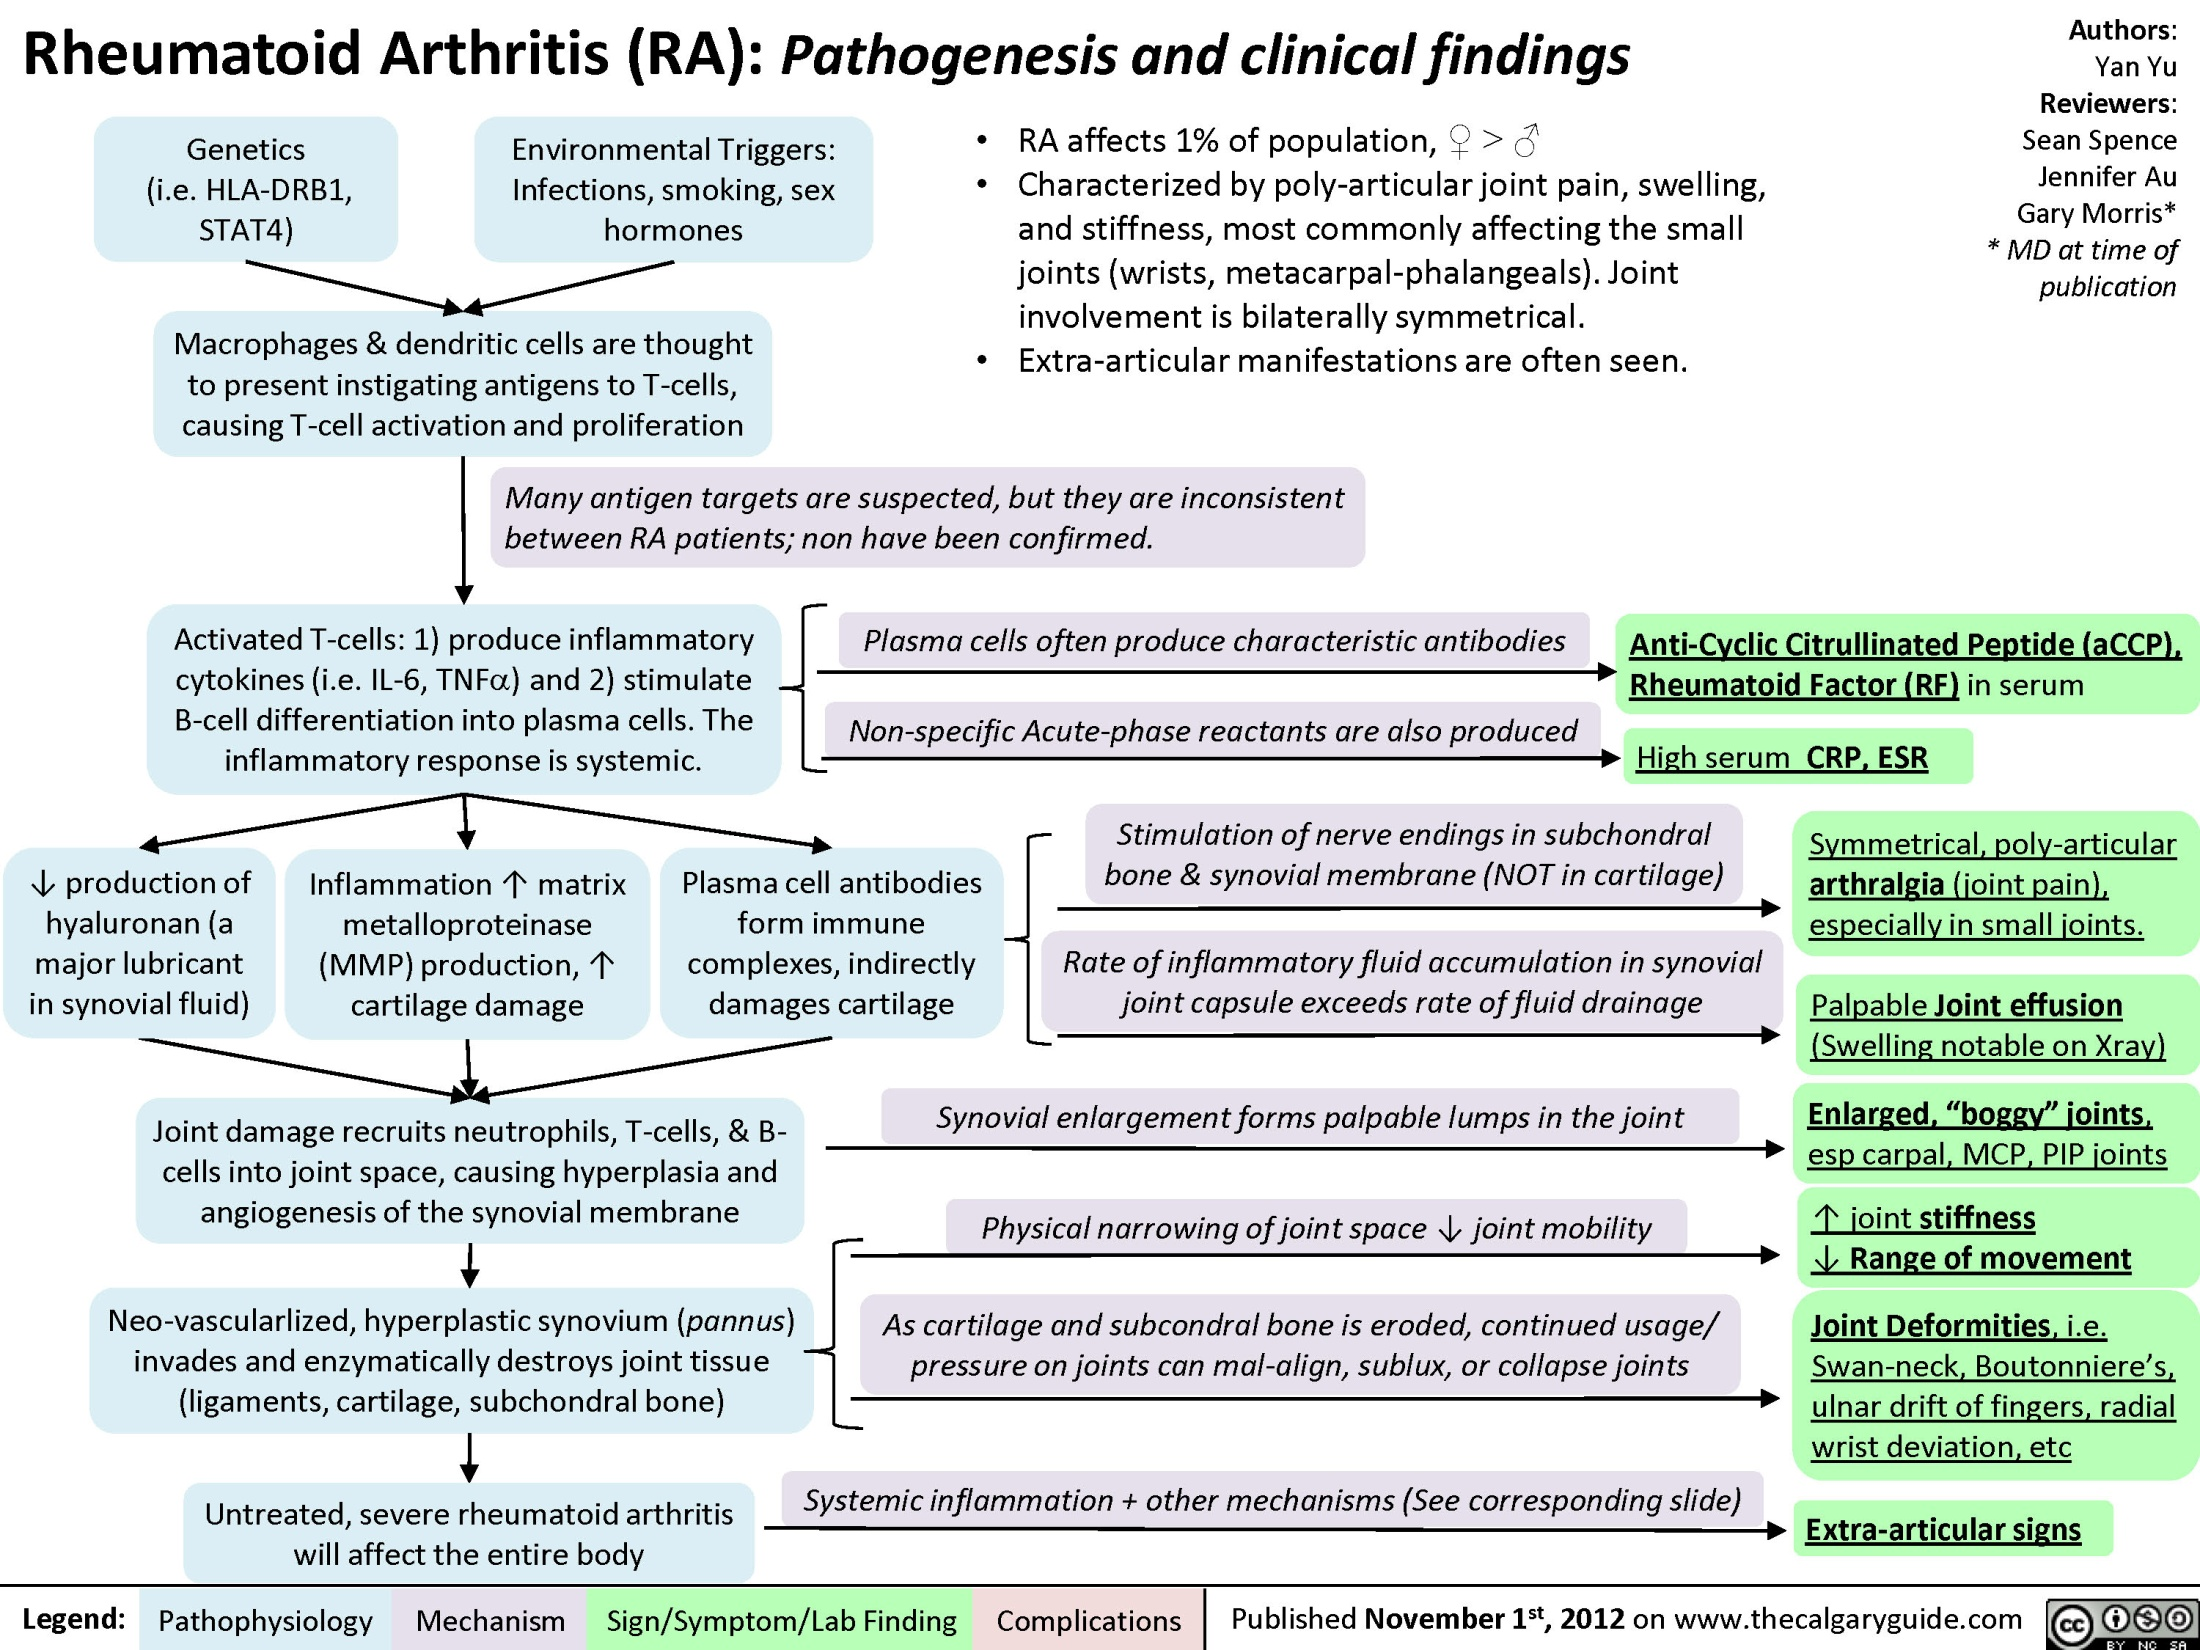 Rheumatoid Arthritis (RA): Pathogenesis and clinical findings
Authors:
Yan Yu
Reviewers:
Sean Spence
Jennifer Au
Gary Morris*
* MD at time of
publication
Genetics
(i.e. HLA-DRB1,
STAT4)
Environmental Triggers:
Infections, smoking, sex
hormones
• RA affects 1% of population, ♀ > ♂
• Characterized by poly-articular joint pain, swelling,
and stiffness, most commonly affecting the small
joints (wrists, metacarpal-phalangeals). Joint
involvement is bilaterally symmetrical.
• Extra-articular manifestations are often seen.
Macrophages & dendritic cells are thought
to present instigating antigens to T-cells,
causing T-cell activation and proliferation
Many antigen targets are suspected, but they are inconsistent
between RA patients; non have been confirmed.
Activated T-cells: 1) produce inflammatory
cytokines (i.e. IL-6, TNFα) and 2) stimulate
B-cell differentiation into plasma cells. The
inflammatory response is systemic.
Plasma cells often produce characteristic antibodies
Anti-Cyclic Citrullinated Peptide (aCCP),
Rheumatoid Factor (RF) in serum
Non-specific Acute-phase reactants are also produced
High serum CRP, ESR
↓ production of
hyaluronan (a
major lubricant
in synovial fluid)
Inflammation ↑ matrix
metalloproteinase
(MMP) production, ↑
cartilage damage
Plasma cell antibodies
form immune
complexes, indirectly
damages cartilage
Stimulation of nerve endings in subchondral
bone & synovial membrane (NOT in cartilage)
Symmetrical, poly-articular
arthralgia (joint pain),
especially in small joints.
Rate of inflammatory fluid accumulation in synovial
joint capsule exceeds rate of fluid drainage
Palpable Joint effusion
(Swelling notable on Xray)
Joint damage recruits neutrophils, T-cells, & B-
cells into joint space, causing hyperplasia and
angiogenesis of the synovial membrane
Synovial enlargement forms palpable lumps in the joint
Enlarged, “boggy” joints,
esp carpal, MCP, PIP joints
Neo-vascularlized, hyperplastic synovium (pannus)
invades and enzymatically destroys joint tissue
(ligaments, cartilage, subchondral bone)
Physical narrowing of joint space ↓ joint mobility
↑ joint stiffness
↓ Range of movement
As cartilage and subcondral bone is eroded, continued usage/
pressure on joints can mal-align, sublux, or collapse joints
Joint Deformities, i.e.
Swan-neck, Boutonniere’s,
ulnar drift of fingers, radial
wrist deviation, etc
Untreated, severe rheumatoid arthritis
will affect the entire body
Systemic inflammation + other mechanisms (See corresponding slide)
Extra-articular signs
Legend: Pathophysiology Mechanism Sign/Symptom/Lab Finding Complications
Published November 1st, 2012 on www.thecalgaryguide.com
cc BY NC SA